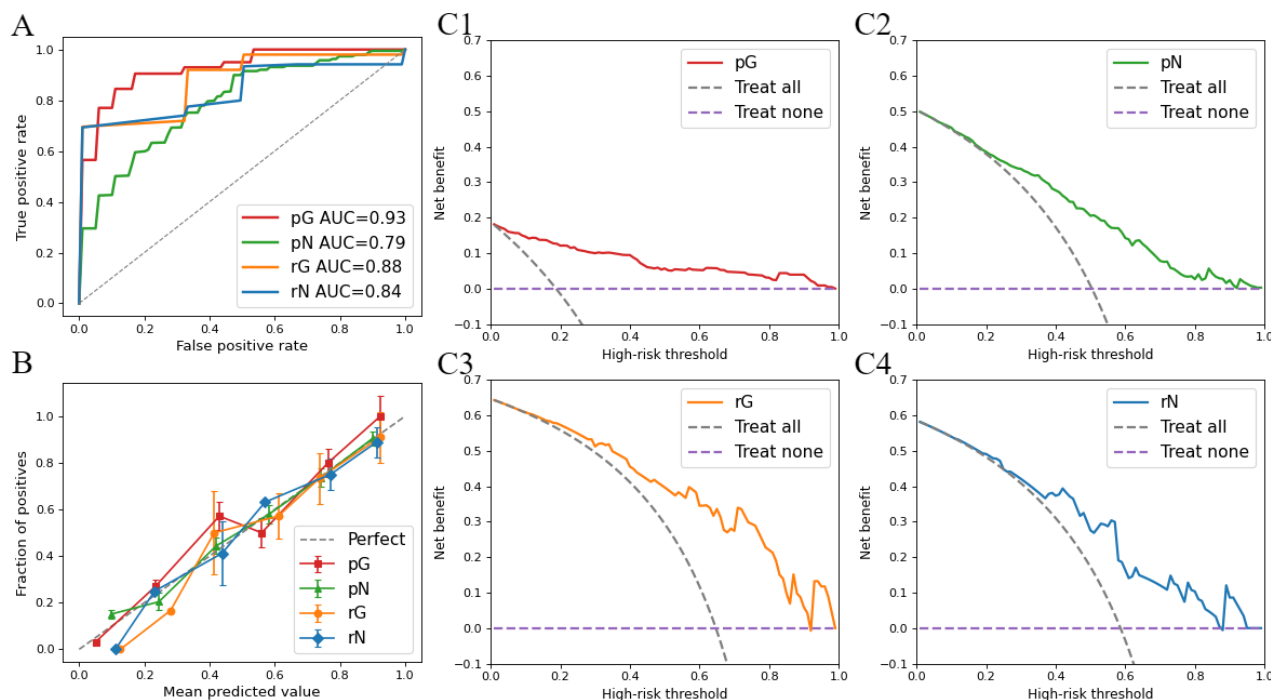 A
1.0
0.8
0.6
0.4
0.2
0.0
True positive rate
pG AUC=0.93
pN AUC=0.79
rG AUC=0.88
rN AUC=0.84
0.0 0.2 0.4 0.6 0.8 1.0
False positive rate
C1
0.7
0.6
0.5
0.4
0.3
0.2
0.1
0.0
−0.1
Net benefit
pG
Treat all
Treat none
0.0 0.2 0.4 0.6 0.8 1.0
High-risk threshold
C2
0.7
0.6
0.5
0.4
0.3
0.2
0.1
0.0
−0.1
Net benefit
pN
Treat all
Treat none
0.0 0.2 0.4 0.6 0.8 1.0
High-risk threshold
B
1.0
0.8
0.6
0.4
0.2
0.0
Fraction of positives
Perfect
pG
pN
rG
rN
0.0 0.2 0.4 0.6 0.8 1.0
Mean predicted value
C3
0.7
0.6
0.5
0.4
0.3
0.2
0.1
0.0
−0.1
Net benefit
rG
Treat all
Treat none
0.0 0.2 0.4 0.6 0.8 1.0
High-risk threshold
C4
0.7
0.6
0.5
0.4
0.3
0.2
0.1
0.0
−0.1
Net benefit
rN
Treat all
Treat none
0.0 0.2 0.4 0.6 0.8 1.0
High-risk threshold